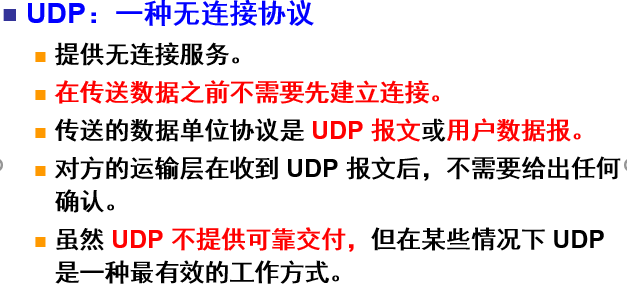 UDP：一种无连接协议
提供无连接服务。
在传送数据之前不需要先建立连接。
传送的数据单位协议是 UDP 报文或用户数据报。
对方的运输层在收到 UDP 报文后，不需要给出任何
确认。
虽然 UDP 不提供可靠交付，但在某些情况下 UDP
是一种最有效的工作方式。